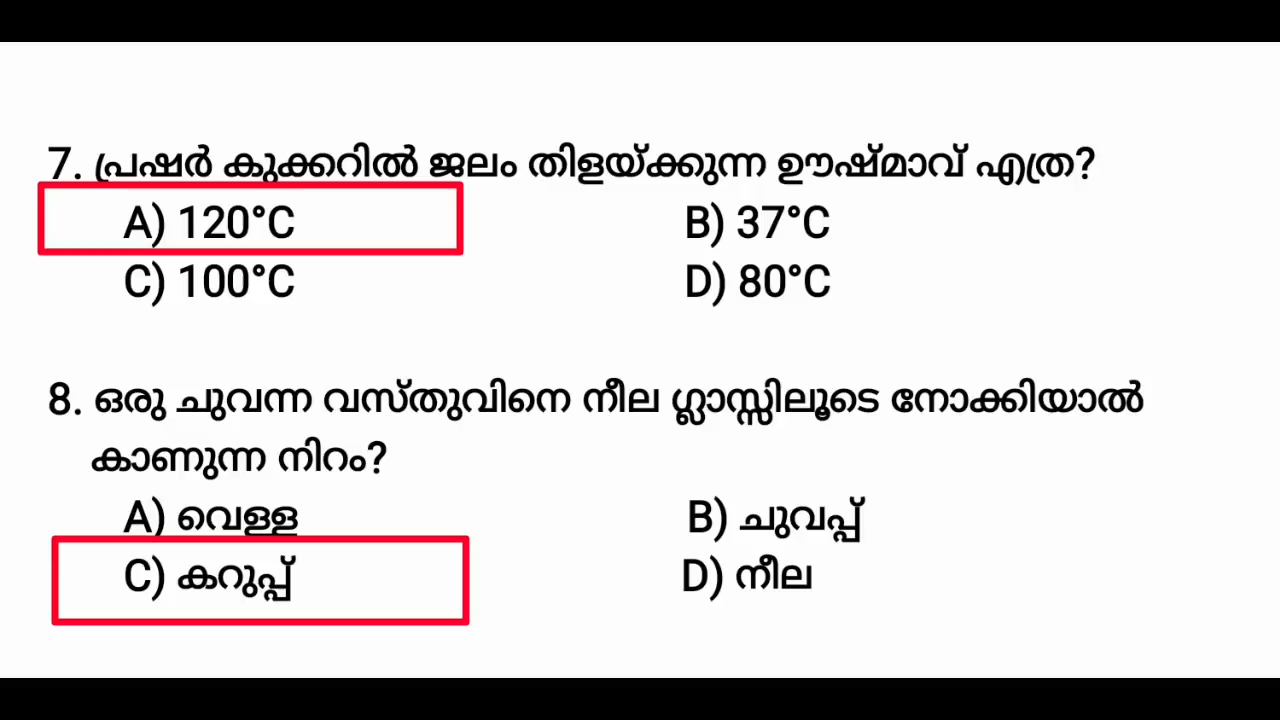 7. പ്രഷർ കുക്കറിൽ ജലം തിളയ്ക്കുന്ന ഊഷ്മാവ് എത്ര?
A) 120°C B) 37°C
C) 100°C D) 80°C
8. ഒരു ചുവന്ന വസ്തുവിനെ നീല ഗ്ലാസ്സിലൂടെ നോക്കിയാൽ
കാണുന്ന നിറം?
A) വെള്ള B) ചുവപ്പ്
C) കറുപ്പ് D) നീല